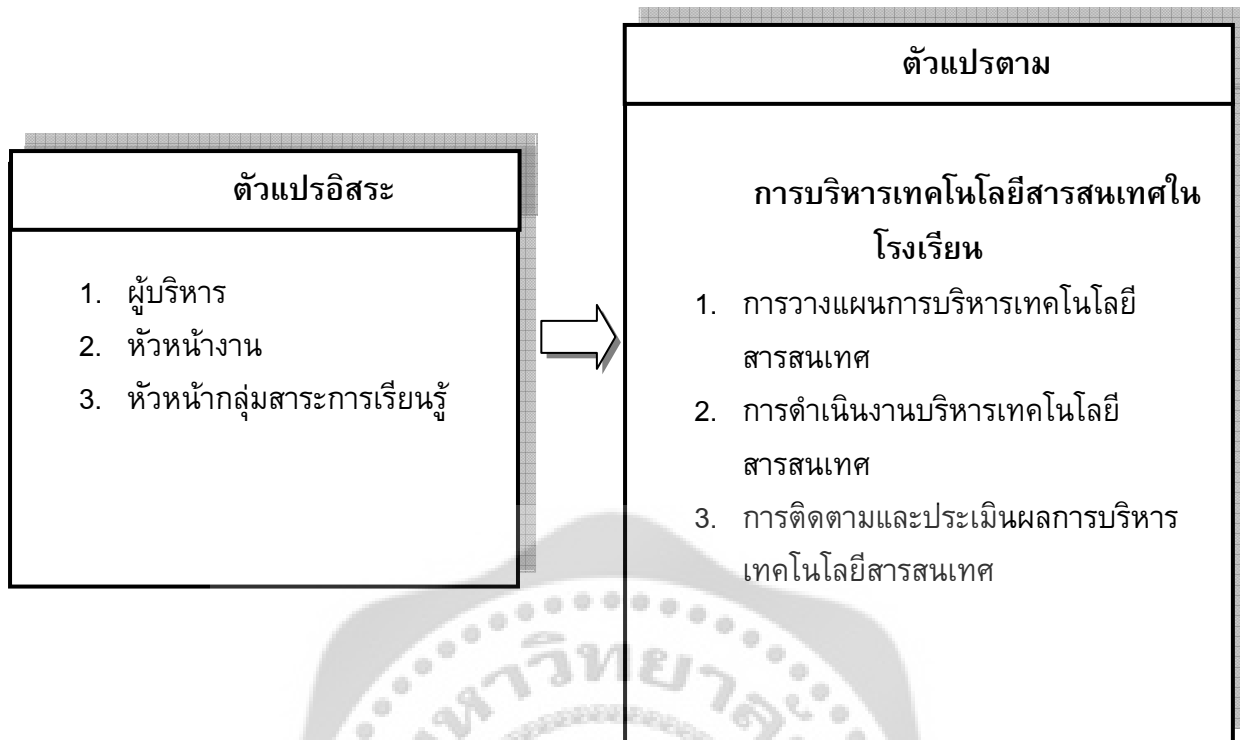 ตัวแปรอิสระ
1. ผู้บริหาร
2. หัวหน้างาน
3. หัวหน้ากลุ่มสาระการเรียนรู้
ตัวแปรตาม
การบริหารเทคโนโลยีสารสนเทศใน
โรงเรียน
1. การวางแผนการบริหารเทคโนโลยี
สารสนเทศ
2. การดำเนินงานบริหารเทคโนโลยี
สารสนเทศ
3. การติดตามและประเมินผลการบริหาร
เทคโนโลยีสารสนเทศ